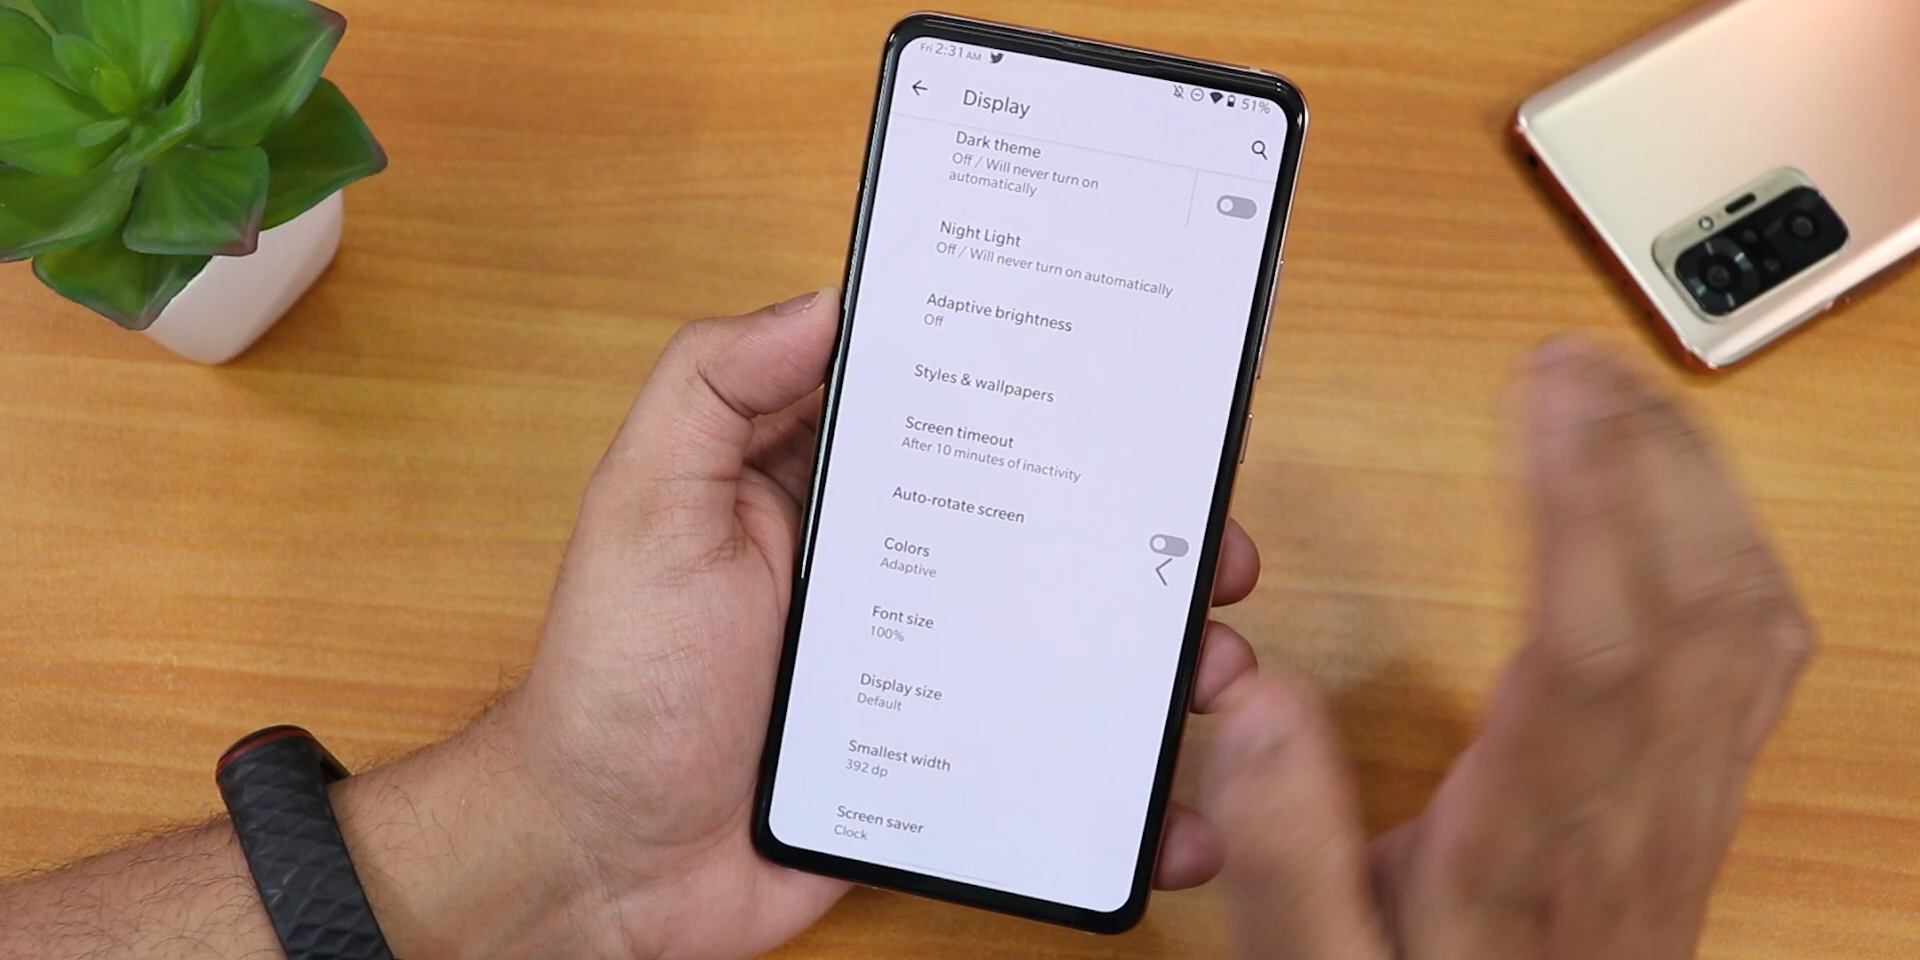 Fri 2:31 AM
51%
Display
Dark theme
Off / Will never turn on
automatically
Night Light
Off / Will never turn on automatically
Adaptive brightness
Off
Styles & wallpapers
Screen timeout
After 10 minutes of inactivity
Auto-rotate screen
Colors
Adaptive
Font size
100%
Display size
Default
Smallest width
392 dp
Screen saver
Clock